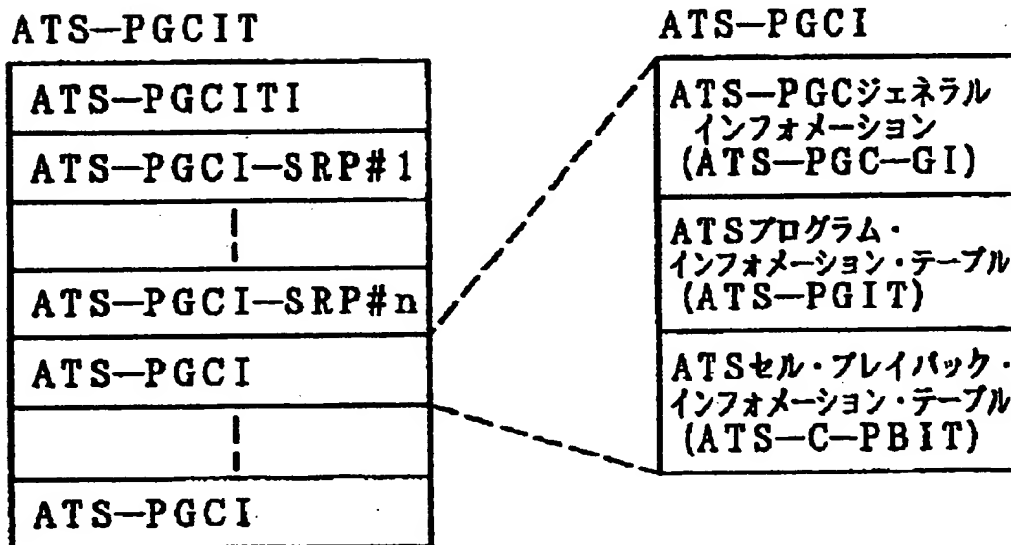 ATS—PGCIT
ATS—PGCITI
ATS—PGCI—SRP#1
ATS—PGCI—SRP#n
ATS—PGCI
ATS—PGCI
ATS—PGCI
ATS—PGCジェネラル
インフォメーション
(ATS—PGC—GI)
ATSプログラム・
インフォメーション・テーブル
(ATS—PGIT)
ATSセル・プレイバック・
インフォメーション・テーブル
(ATS—C—PBIT)